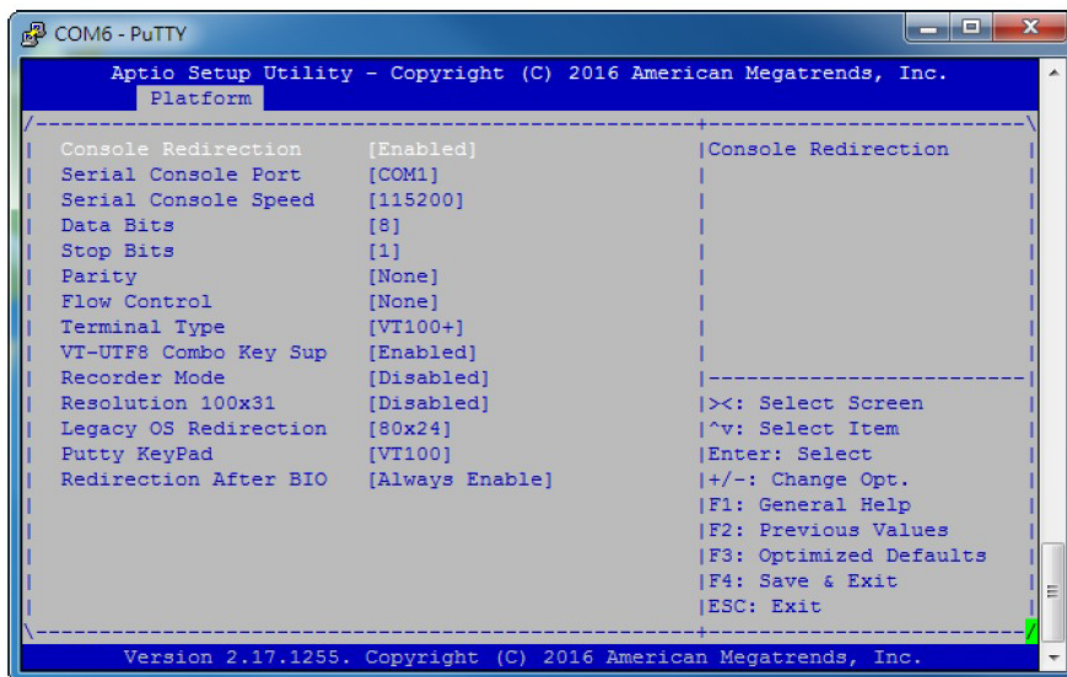 COM6 - PuTTY
Aptio Setup Utility - Copyright (C) 2016 American Megatrends, Inc.
Platform
/----------------------------------------------------+-------------------------\
| Console Redirection [Enabled] |Console Redirection |
| Serial Console Port [COM1] | |
| Serial Console Speed [115200] | |
| Data Bits [8] | |
| Stop Bits [1] | |
| Parity [None] | |
| Flow Control [None] | |
| Terminal Type [VT100+] | |
| VT-UTF8 Combo Key Sup [Enabled] | |
| Recorder Mode [Disabled] |-------------------------|
| Resolution 100x31 [Disabled] |><: Select Screen |
| Legacy OS Redirection [80x24] |^v: Select Item |
| Putty KeyPad [VT100] |Enter: Select |
| Redirection After BIO [Always Enable] |+/-: Change Opt. |
| |F1: General Help |
| |F2: Previous Values |
| |F3: Optimized Defaults |
| |F4: Save & Exit |
| |ESC: Exit |
\----------------------------------------------------+-------------------------/
Version 2.17.1255. Copyright (C) 2016 American Megatrends, Inc.